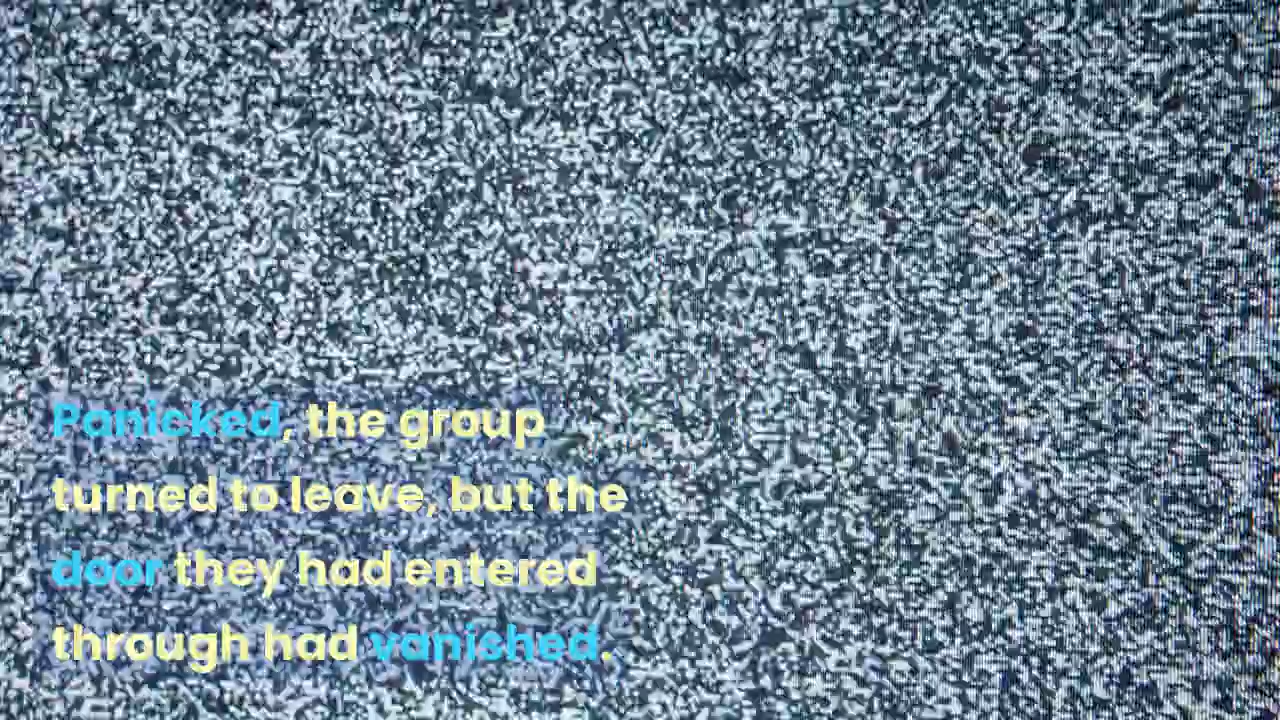 Panicked, the group
turned to leave, but the
door they had entered
through had vanished.